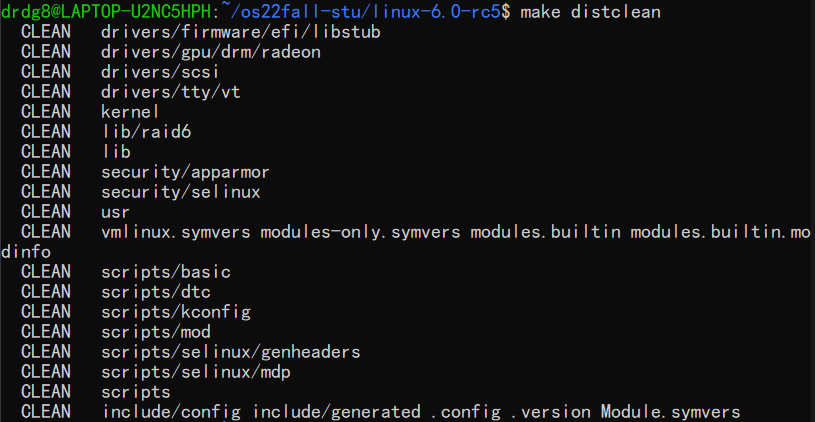 drdg8@LAPTOP-U2NC5HPH:~/os22fall-stu/linux-6.0-rc5$ make distclean
  CLEAN   drivers/firmware/efi/libstub
  CLEAN   drivers/gpu/drm/radeon
  CLEAN   drivers/scsi
  CLEAN   drivers/tty/vt
  CLEAN   kernel
  CLEAN   lib/raid6
  CLEAN   lib
  CLEAN   security/apparmor
  CLEAN   security/selinux
  CLEAN   usr
  CLEAN   vmlinux.symvers modules-only.symvers modules.builtin modules.builtin.mo
dinfo
  CLEAN   scripts/basic
  CLEAN   scripts/dtc
  CLEAN   scripts/kconfig
  CLEAN   scripts/mod
  CLEAN   scripts/selinux/genheaders
  CLEAN   scripts/selinux/mdp
  CLEAN   scripts
  CLEAN   include/config include/generated .config .version Module.symvers